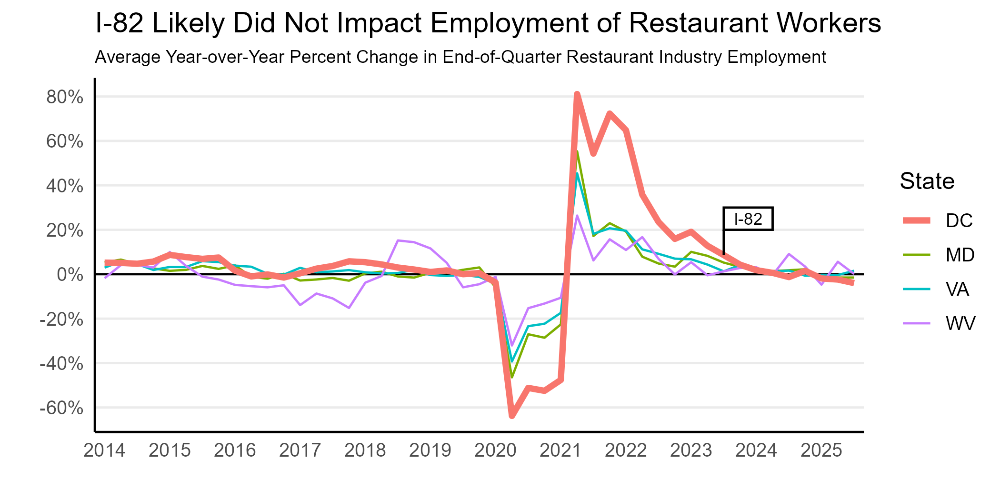 I-82 Likely Did Not Impact Employment of Restaurant Workers
Average Year-over-Year Percent Change in End-of-Quarter Restaurant Industry Employment
80%
60%
40%
20%
0%
-20%
-40%
-60%
I-82
2014 2015 2016 2017 2018 2019 2020 2021 2022 2023 2024 2025
State
DC
MD
VA
WV